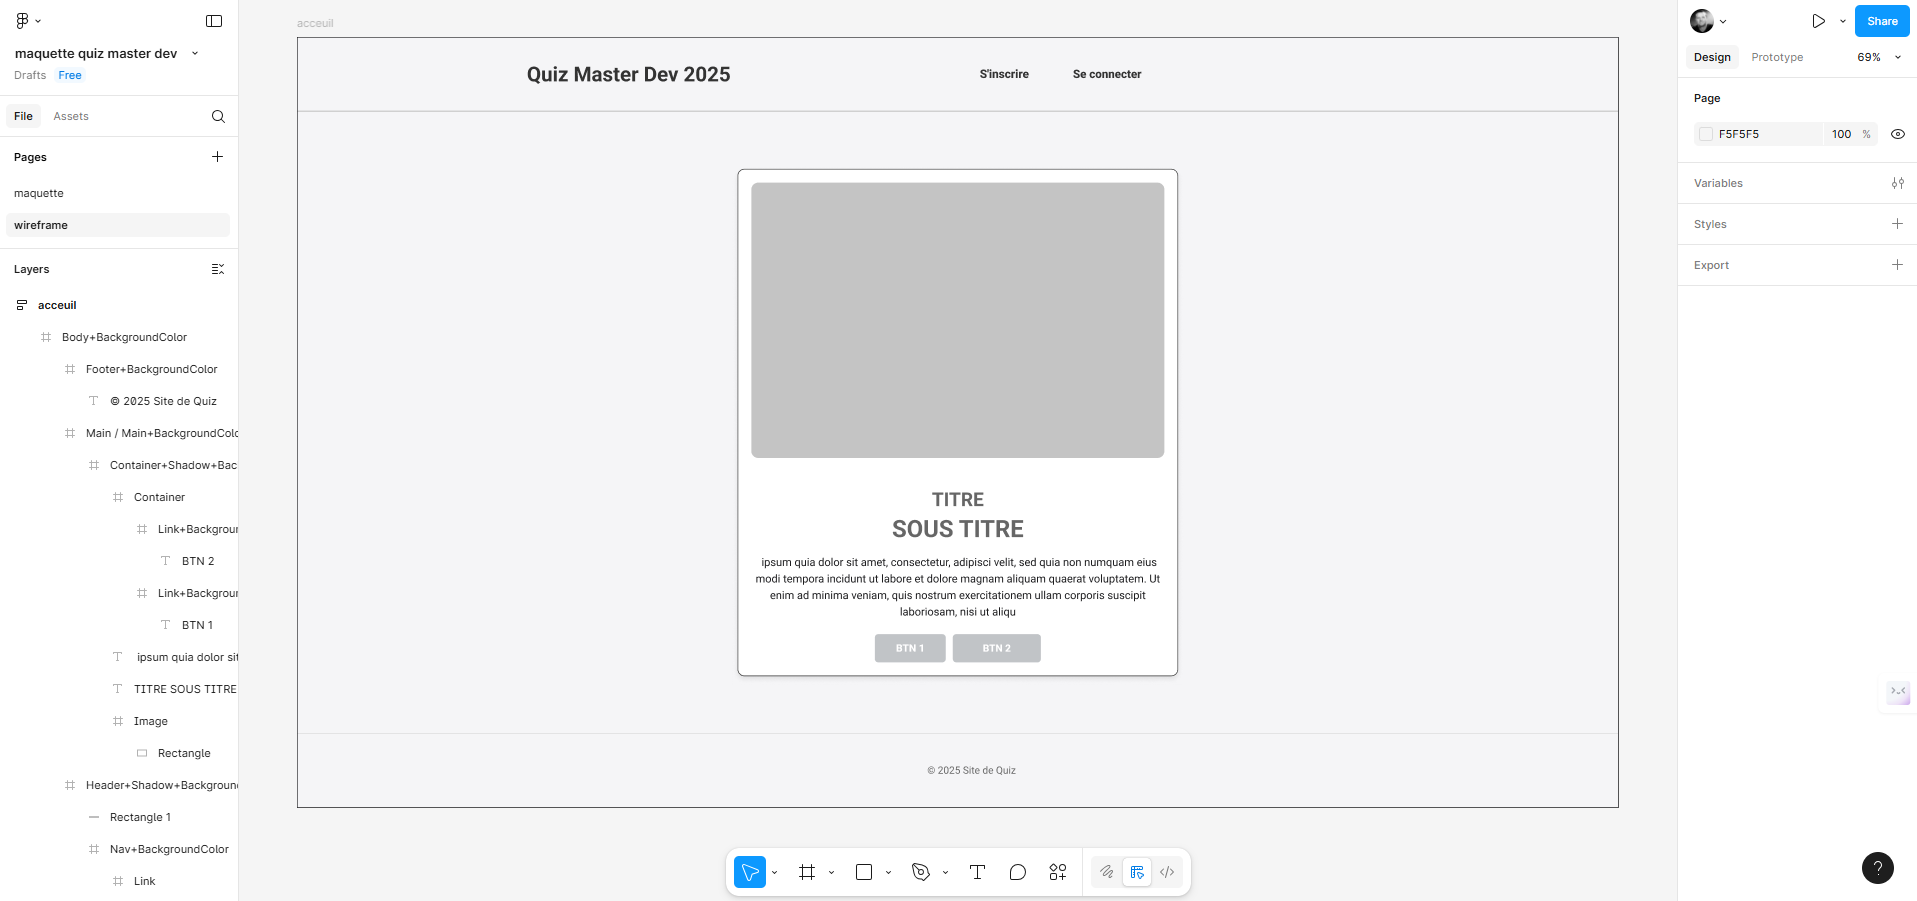 maquette quiz master dev
Drafts Free
File Assets
Pages
maquette
wireframe
Layers
acceuil
Body+BackgroundColor
Footer+BackgroundColor
© 2025 Site de Quiz
Main / Main+BackgroundColo
Container+Shadow+Bac
Container
Link+Backgroun
BTN 2
Link+Backgroun
BTN 1
ipsum quia dolor sit
TITRE SOUS TITRE
Image
Rectangle
Header+Shadow+Background
Rectangle 1
Nav+BackgroundColor
Link
acceuil
Quiz Master Dev 2025
S'inscrire
Se connecter
TITRE
SOUS TITRE
ipsum quia dolor sit amet, consectetur, adipisci velit, sed quia non numquam eius
modi tempora incidunt ut labore et dolore magnam aliquam quaerat voluptatem. Ut
enim ad minima veniam, quis nostrum exercitationem ullam corporis suscipit
laboriosam, nisi ut aliqu
BTN 1
BTN 2
© 2025 Site de Quiz
Share
Design Prototype 69%
Page
F5F5F5 100 %
Variables
Styles
Export
?